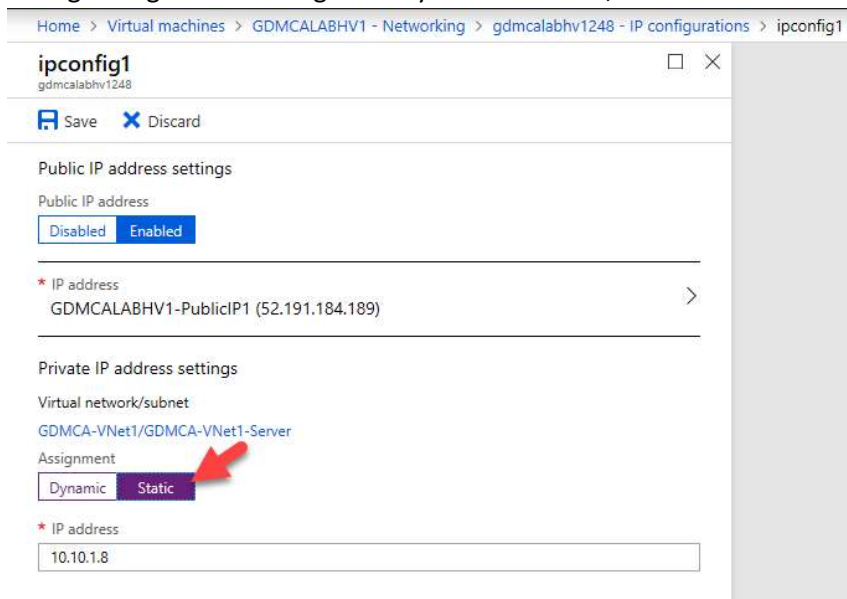 Home > Virtual machines > GDMCALABHV1 - Networking > gdmcalabhv1248 - IP configurations > ipconfig1
ipconfig1
gdmcalabhv1248
Save Discard
Public IP address settings
Public IP address
Disabled Enabled
* IP address
GDMCALABHV1-PublicIP1 (52.191.184.189)
Private IP address settings
Virtual network/subnet
GDMCA-VNet1/GDMCA-VNet1-Server
Assignment
Dynamic Static
* IP address
10.10.1.8